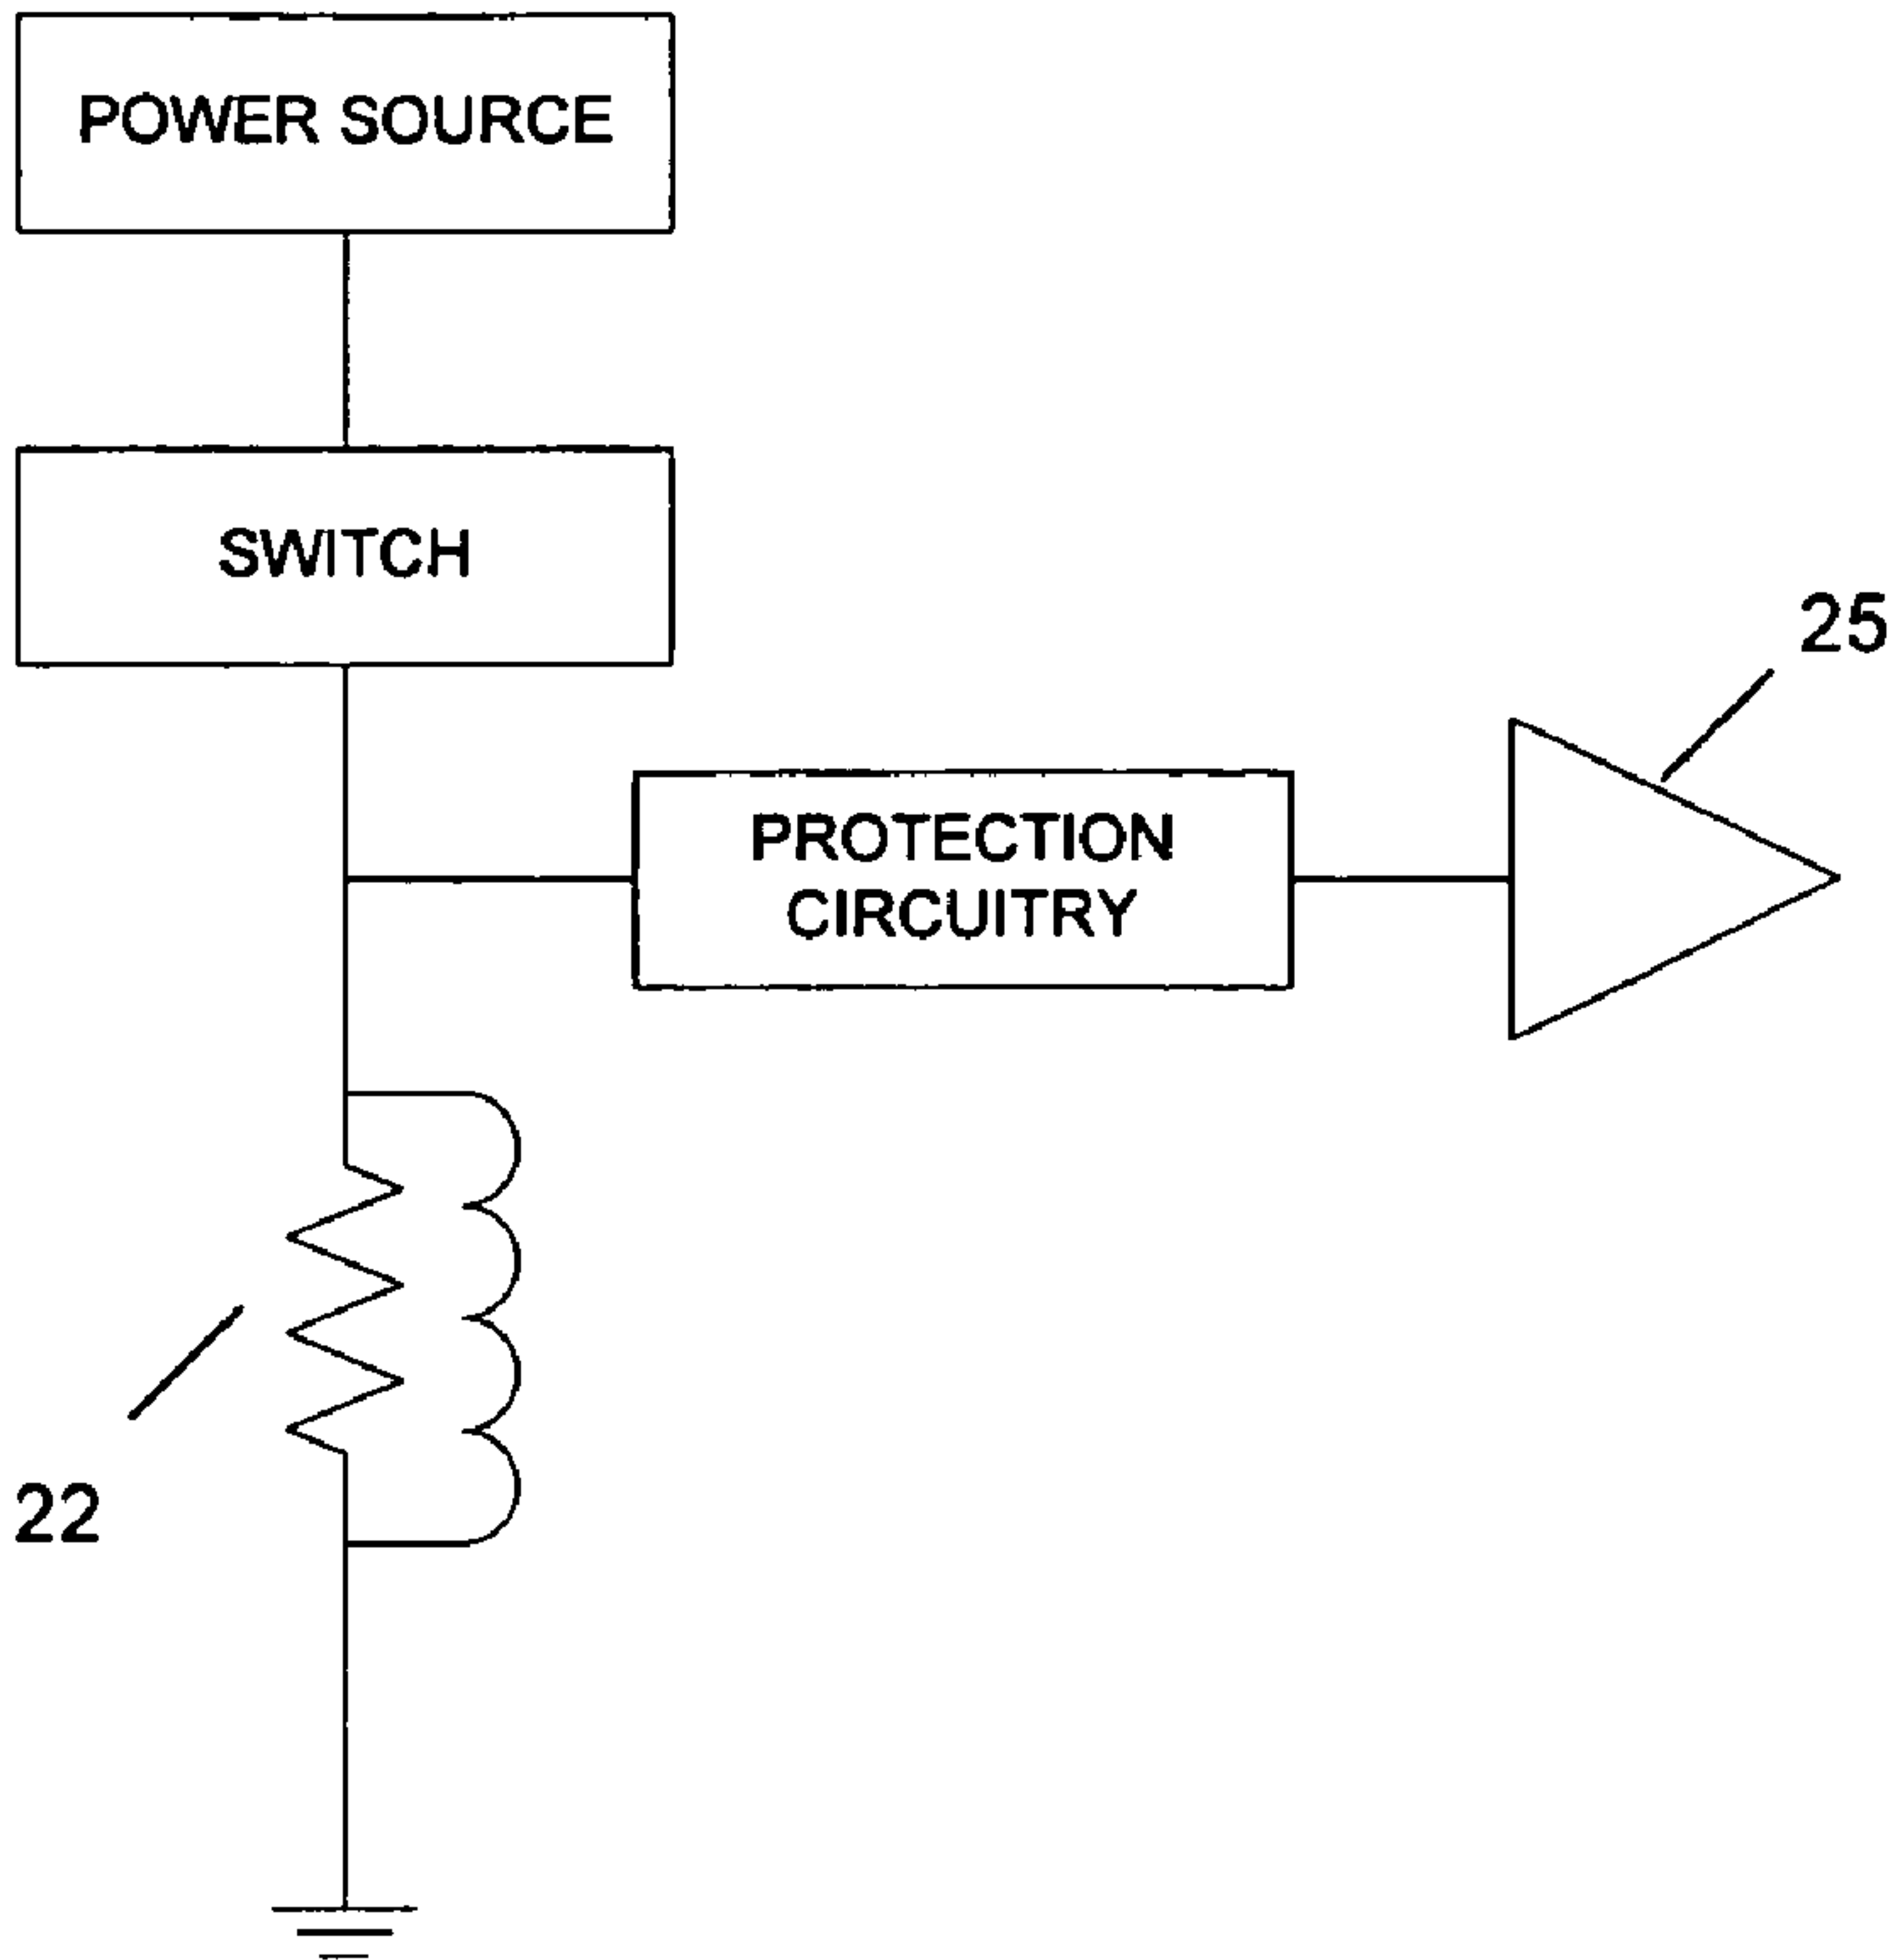 POWER SOURCE
SWITCH
25
PROTECTION
CIRCUITRY
22